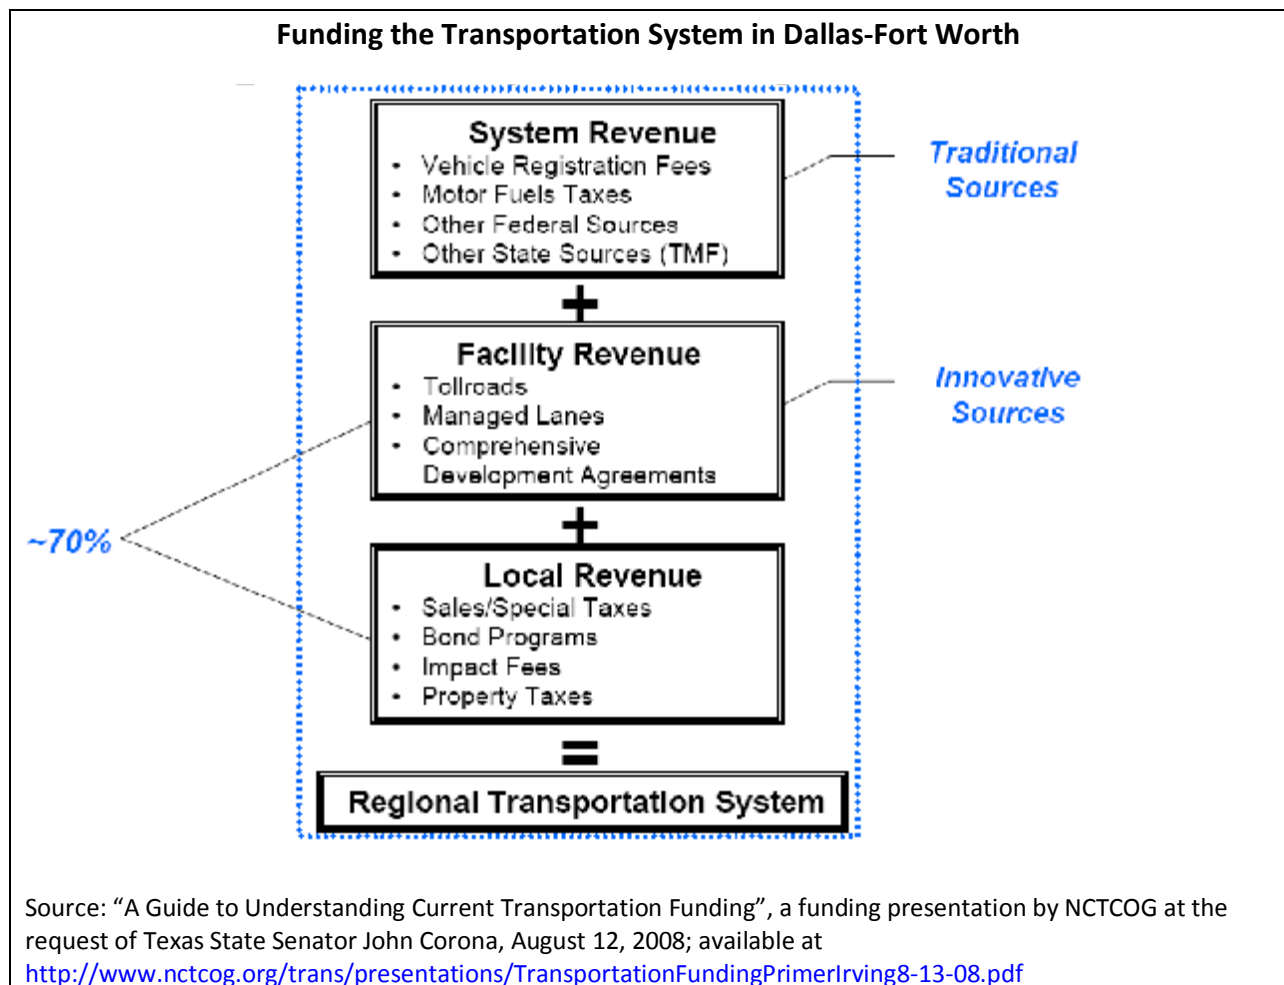 Funding the Transportation System in Dallas-Fort Worth
System Revenue
• Vehicle Registration Fees
• Motor Fuels Taxes
• Other Federal Sources
• Other State Sources (TMF)
Traditional
Sources
+
Facility Revenue
• Tollroads
• Managed Lanes
• Comprehensive
Development Agreements
Innovative
Sources
+
~70%
Local Revenue
• Sales/Special Taxes
• Bond Programs
• Impact Fees
• Property Taxes
=
Regional Transportation System
Source: “A Guide to Understanding Current Transportation Funding”, a funding presentation by NCTCOG at the
request of Texas State Senator John Corona, August 12, 2008; available at
http://www.nctcog.org/trans/presentations/TransportationFundingPrimerIrving8-13-08.pdf